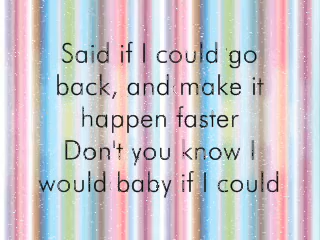 Said if I could go
back, and make it
happen faster
Don't you know I
would baby if I could